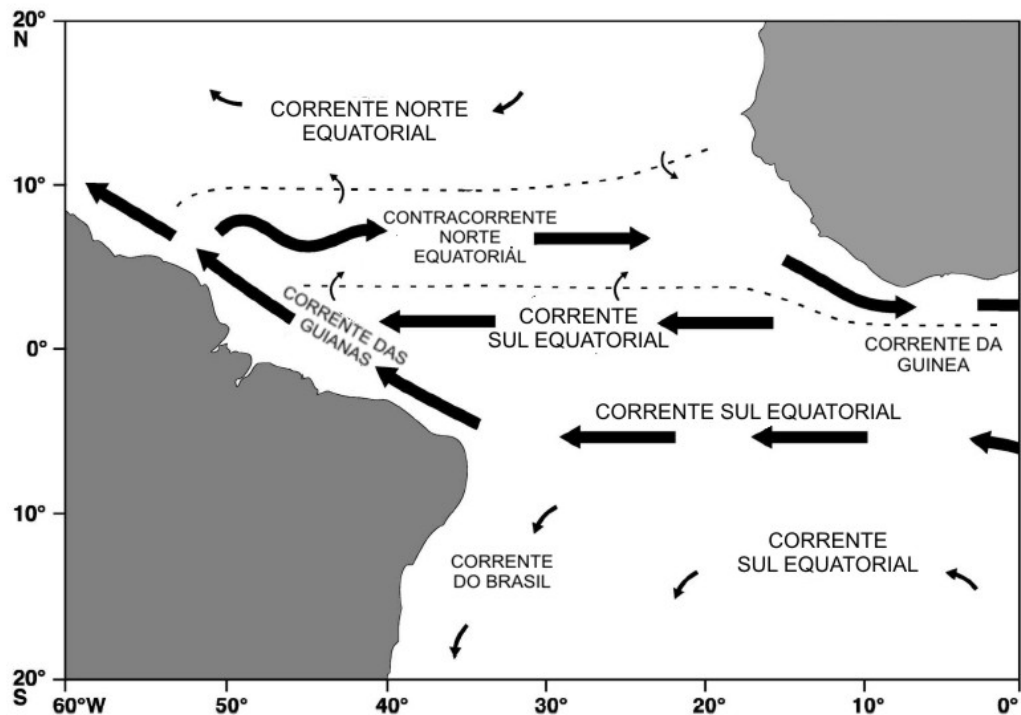 20°
N
CORRENTE NORTE
EQUATORIAL
10°
CONTRACORRENTE
NORTE
EQUATORIAL
CORRENTE DAS
GUIANAS
CORRENTE
SUL EQUATORIAL
0°
CORRENTE DA
GUINEA
CORRENTE SUL EQUATORIAL
10°
CORRENTE
DO BRASIL
CORRENTE
SUL EQUATORIAL
20°
S
60°W
50°
40°
30°
20°
10°
0°